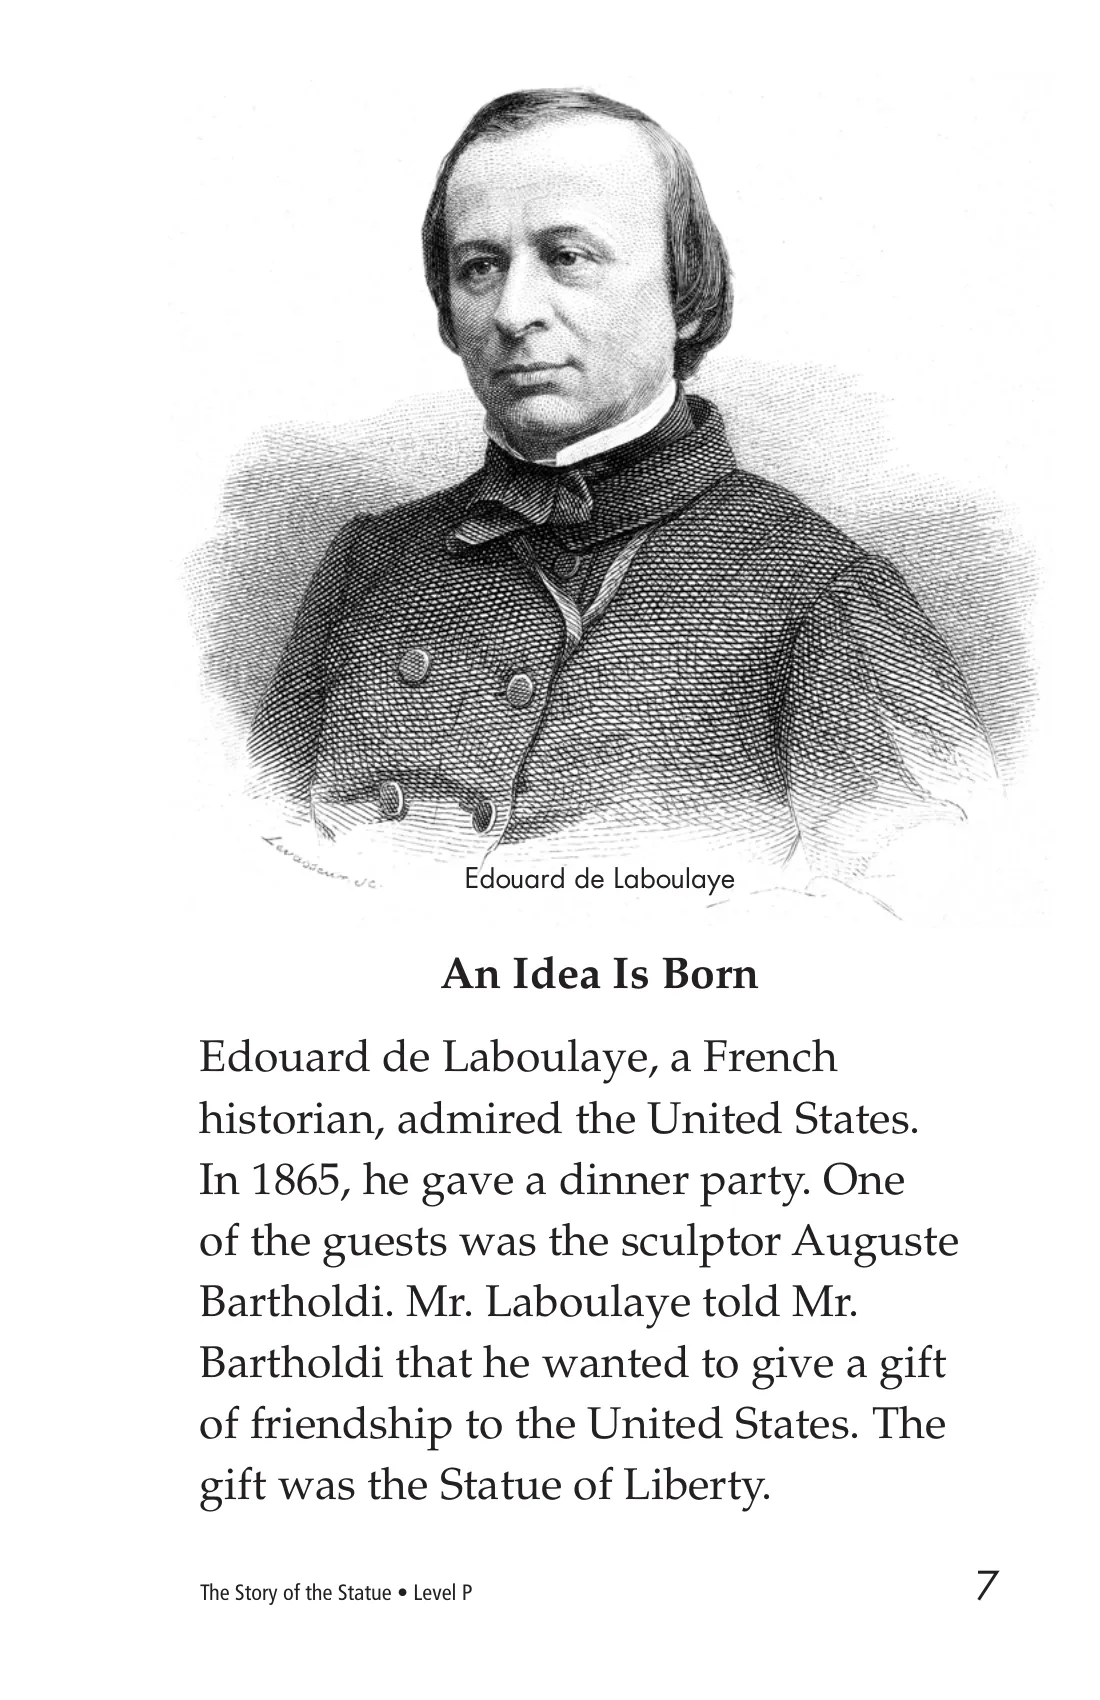 Levasseur sc.
Edouard de Laboulaye
An Idea Is Born
Edouard de Laboulaye, a French
historian, admired the United States.
In 1865, he gave a dinner party. One
of the guests was the sculptor Auguste
Bartholdi. Mr. Laboulaye told Mr.
Bartholdi that he wanted to give a gift
of friendship to the United States. The
gift was the Statue of Liberty.
The Story of the Statue • Level P
7